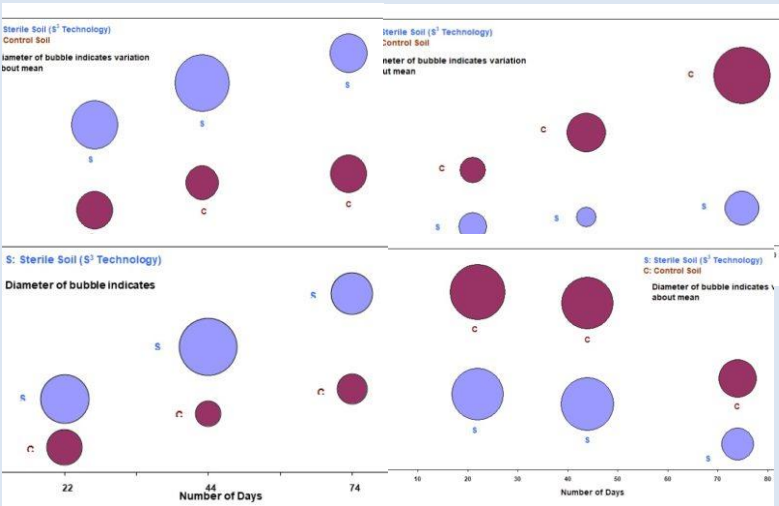 Sterile Soil (S³ Technology)
Control Soil
iameter of bubble indicates variation
bout mean
S
S
S
C
C
Sterile Soil (S³ Technology)
Control Soil
meter of bubble indicates variation
ut mean
C
C
C
S
S
S
S: Sterile Soil (S³ Technology)
Diameter of bubble indicates
S
S
S
C
C
C
22
44
74
Number of Days
S: Sterile Soil (S³ Technology)
C: Control Soil
Diameter of bubble indicates v
about mean
C
C
C
S
S
S
10 20 30 40 50 60 70 80
Number of Days